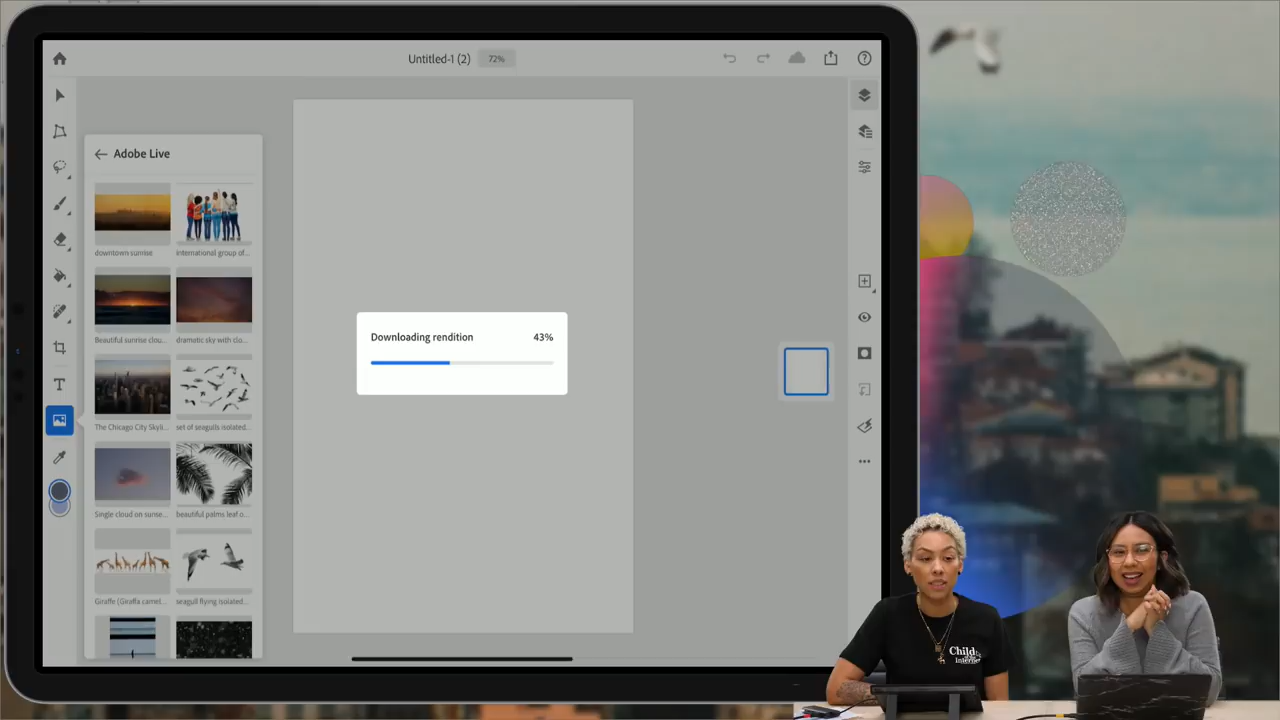 Untitled-1 (2)
72%
Adobe Live
downtown sunrise
international group of...
Beautiful sunrise clou...
dramatic sky with clo...
The Chicago City Skyli...
set of seagulls isolated...
Single cloud on sunse...
beautiful palms leaf o...
Giraffe (Giraffa camel...
seagull flying isolated...
Downloading rendition
43%
T
Child
Internet